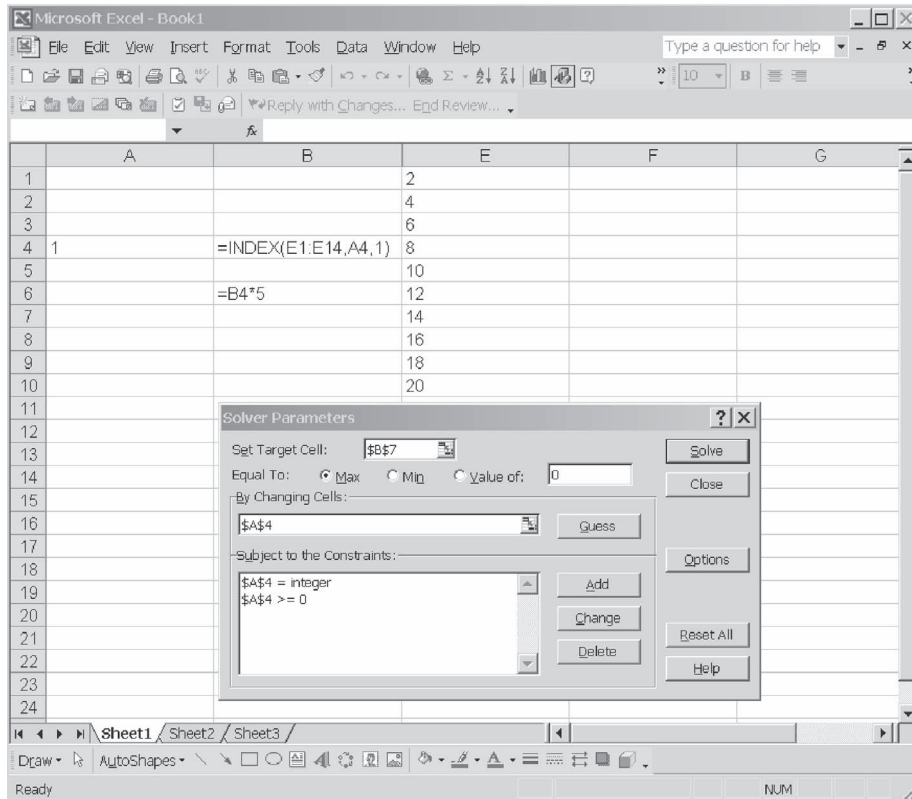 Microsoft Excel - Book1
File Edit View Insert Format Tools Data Window Help Type a question for help
10 B
Reply with Changes... End Review...
fx
A B E F G
1 2
2 4
3 6
4 1 =INDEX(E1:E14,A4,1) 8
5 10
6 =B4*5 12
7 14
8 16
9 18
10 20
11
12
13
14
15
16
17
18
19
20
21
22
23
24
Solver Parameters
Set Target Cell: $B$7 Solve
Equal To: Max Min Value of: 0 Close
By Changing Cells:
$A$4 Guess
Subject to the Constraints: Options
$A$4 = integer Add
$A$4 >= 0
Change
Reset All
Delete
Help
Sheet1 Sheet2 Sheet3
Draw AutoShapes
Ready NUM